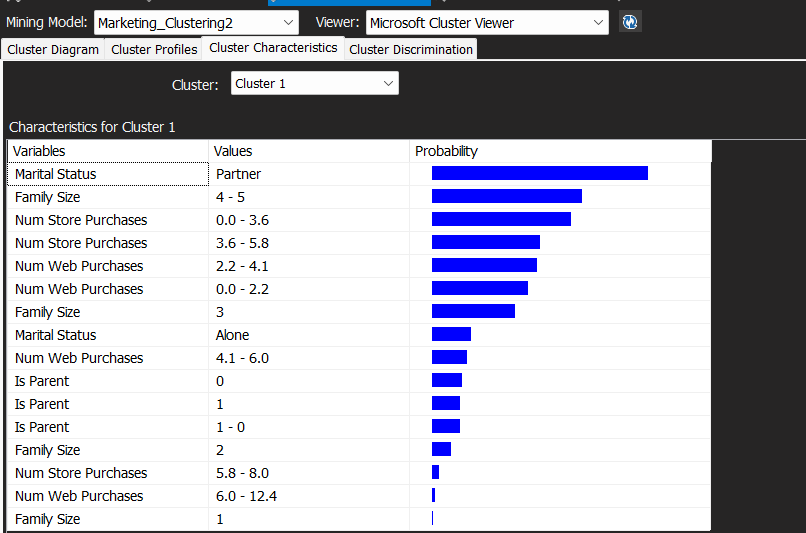 Mining Model: Marketing_Clustering2 Viewer: Microsoft Cluster Viewer
Cluster Diagram Cluster Profiles Cluster Characteristics Cluster Discrimination
Cluster: Cluster 1
Characteristics for Cluster 1
Variables Values Probability
Marital Status Partner
Family Size 4 - 5
Num Store Purchases 0.0 - 3.6
Num Store Purchases 3.6 - 5.8
Num Web Purchases 2.2 - 4.1
Num Web Purchases 0.0 - 2.2
Family Size 3
Marital Status Alone
Num Web Purchases 4.1 - 6.0
Is Parent 0
Is Parent 1
Is Parent 1 - 0
Family Size 2
Num Store Purchases 5.8 - 8.0
Num Web Purchases 6.0 - 12.4
Family Size 1